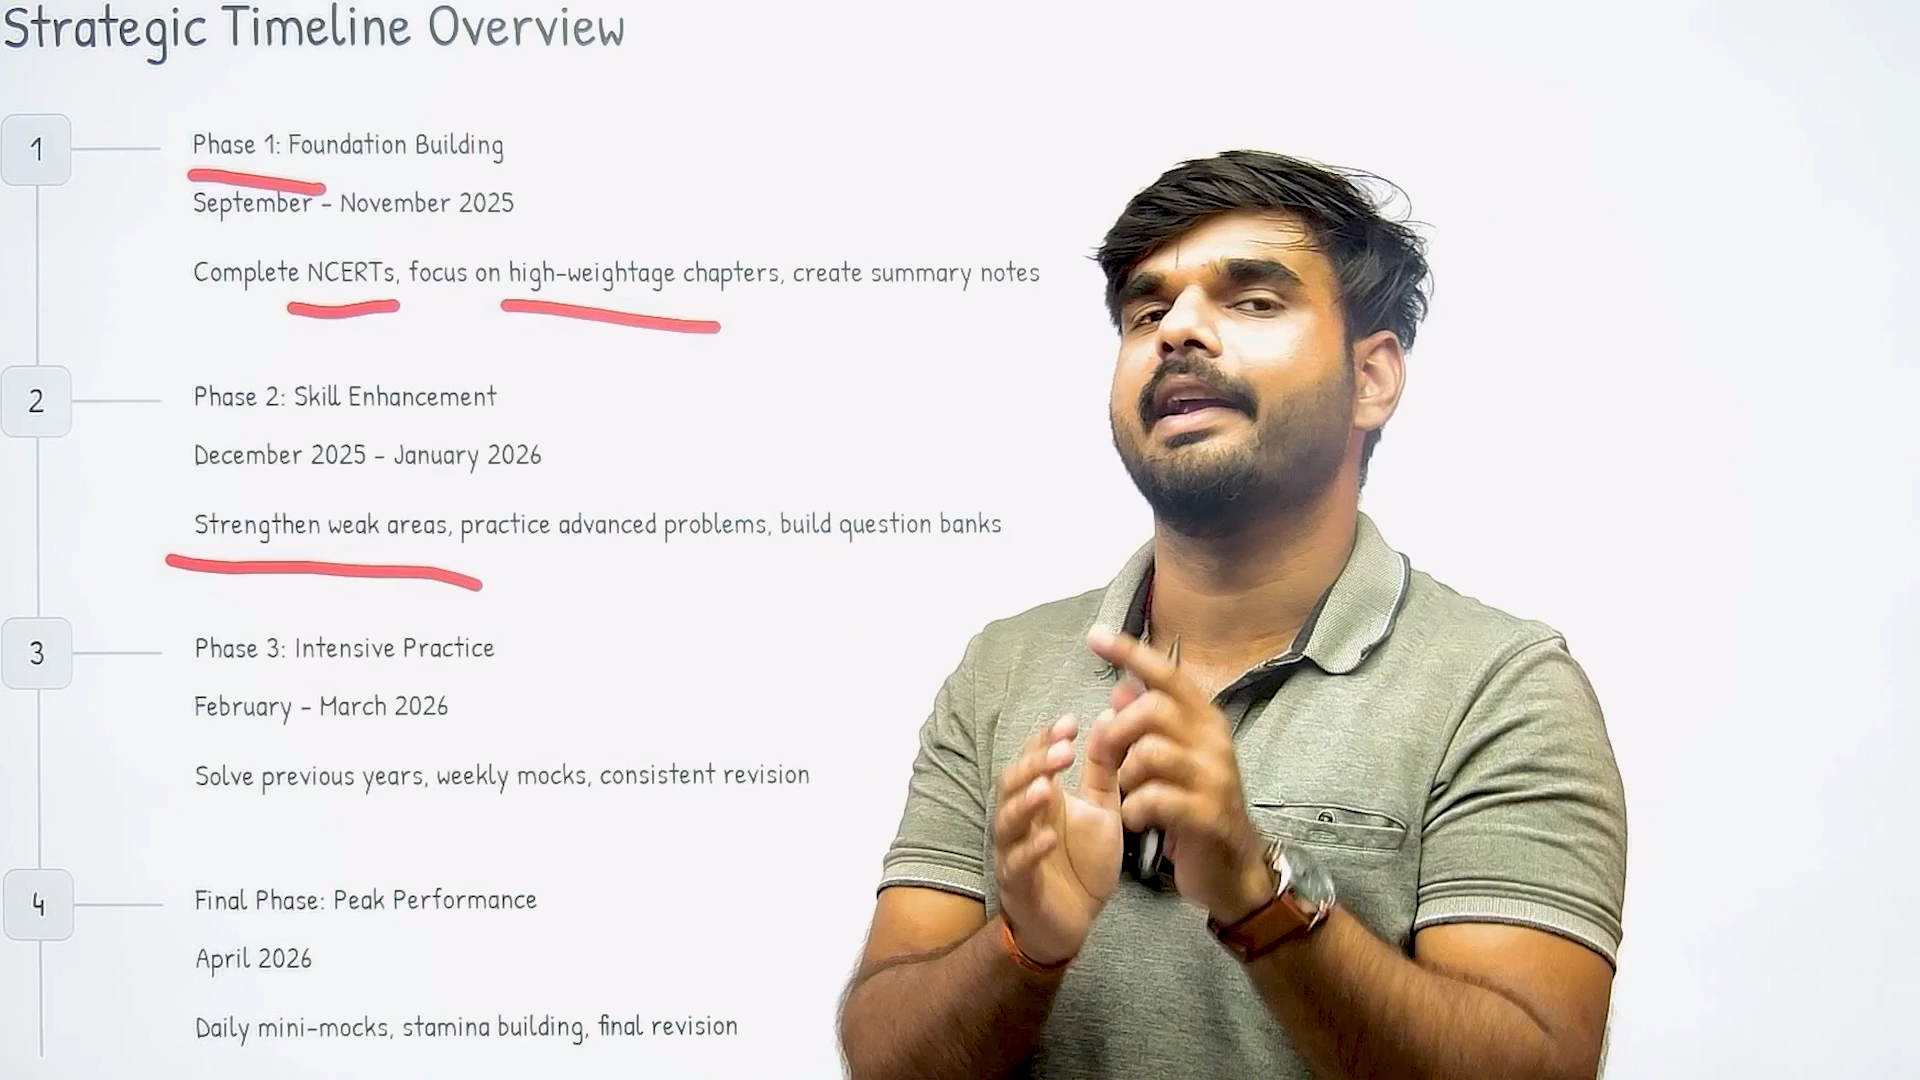 Strategic Timeline Overview
1
Phase 1: Foundation Building
September – November 2025
Complete NCERTs, focus on high-weightage chapters, create summary notes
2
Phase 2: Skill Enhancement
December 2025 – January 2026
Strengthen weak areas, practice advanced problems, build question banks
3
Phase 3: Intensive Practice
February – March 2026
Solve previous years, weekly mocks, consistent revision
4
Final Phase: Peak Performance
April 2026
Daily mini-mocks, stamina building, final revision